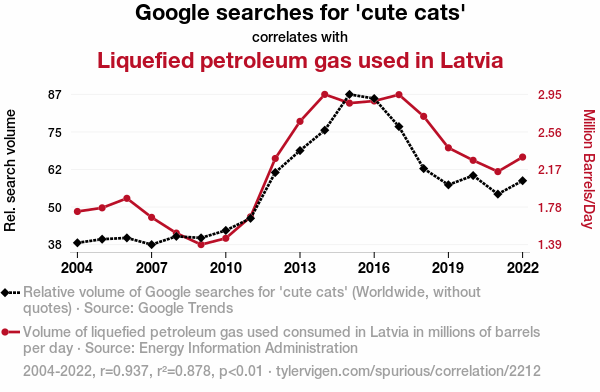 Google searches for 'cute cats'
correlates with
Liquefied petroleum gas used in Latvia
87
75
62
50
38
Rel. search volume
2.95
2.56
2.17
1.78
1.39
Million Barrels/Day
2004 2007 2010 2013 2016 2019 2022
Relative volume of Google searches for 'cute cats' (Worldwide, without
quotes) · Source: Google Trends
Volume of liquefied petroleum gas used consumed in Latvia in millions of barrels
per day · Source: Energy Information Administration
2004-2022, r=0.937, r²=0.878, p<0.01 · tylervigen.com/spurious/correlation/2212